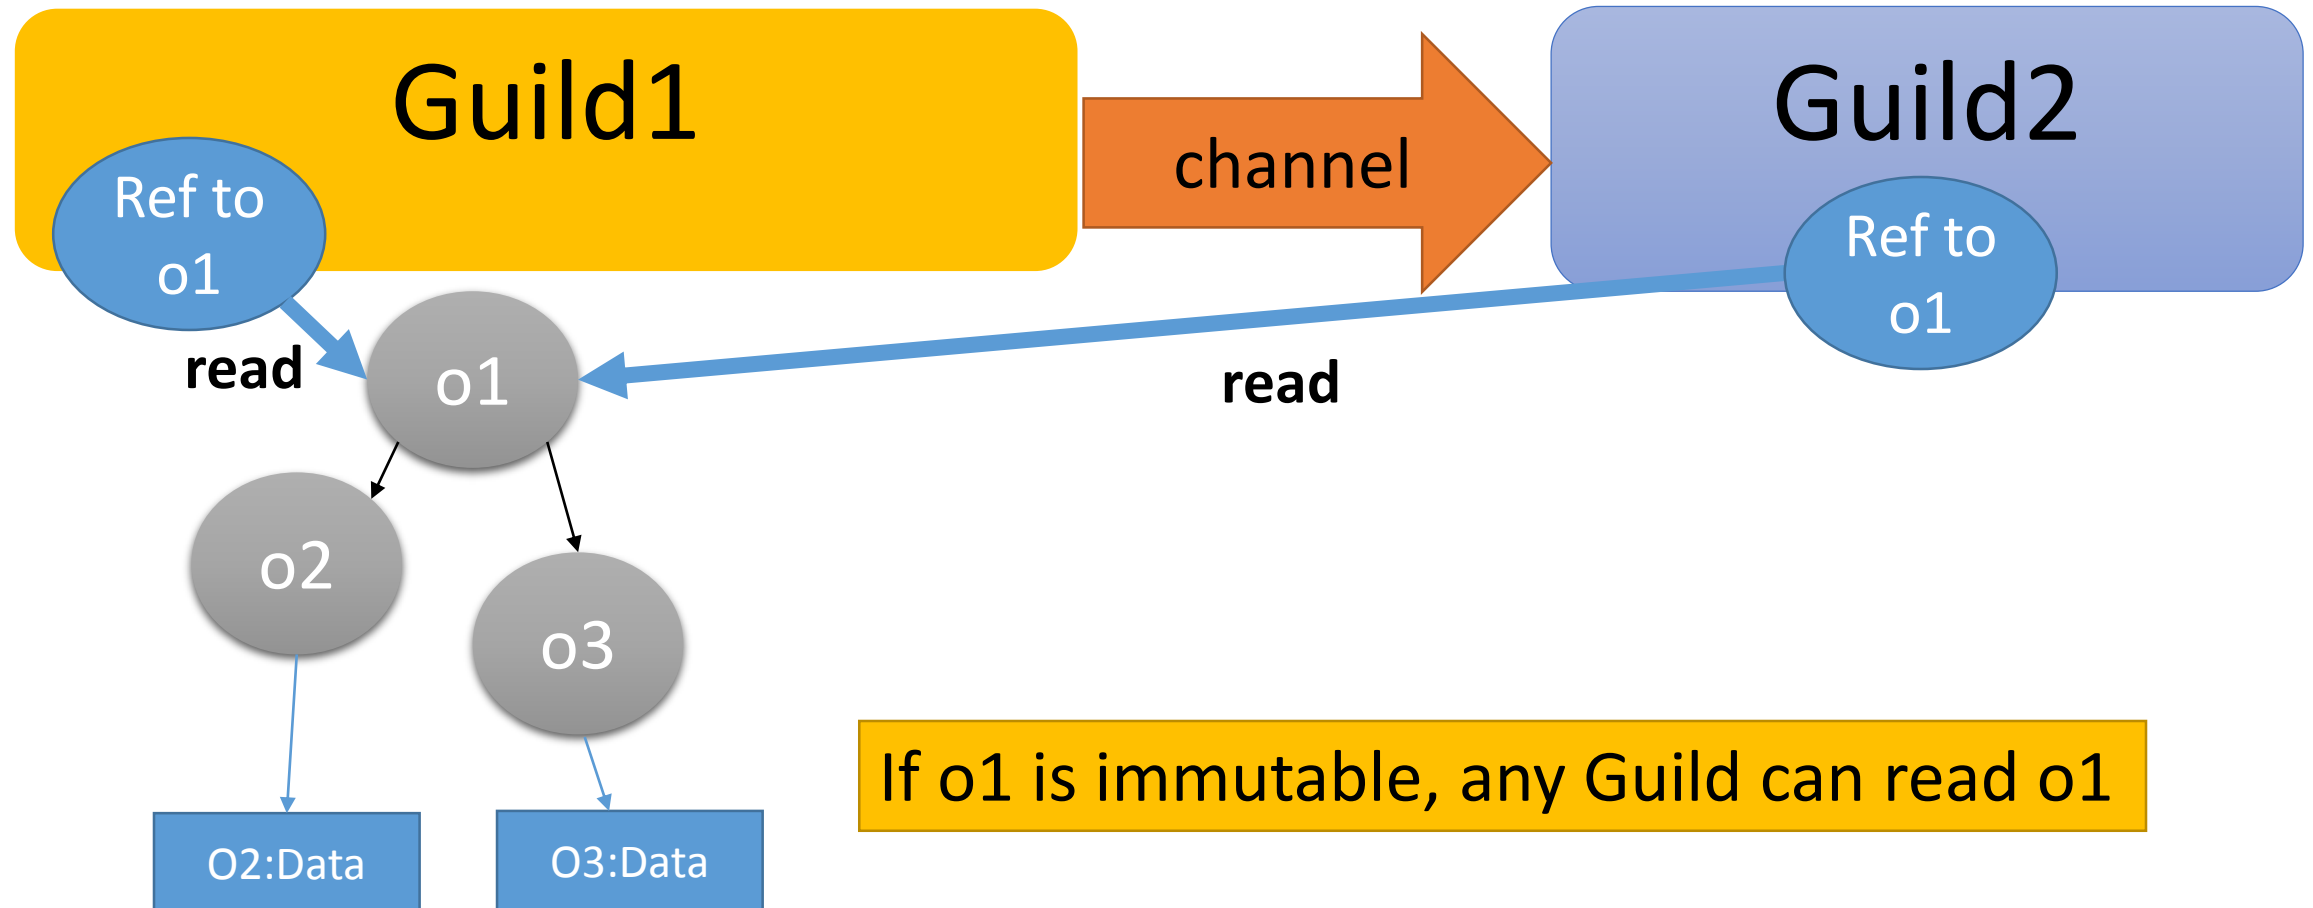 Guild1
channel
Guild2
Ref to
o1
Ref to
o1
read
o1
read
o2
o3
If o1 is immutable, any Guild can read o1
O2:Data
O3:Data